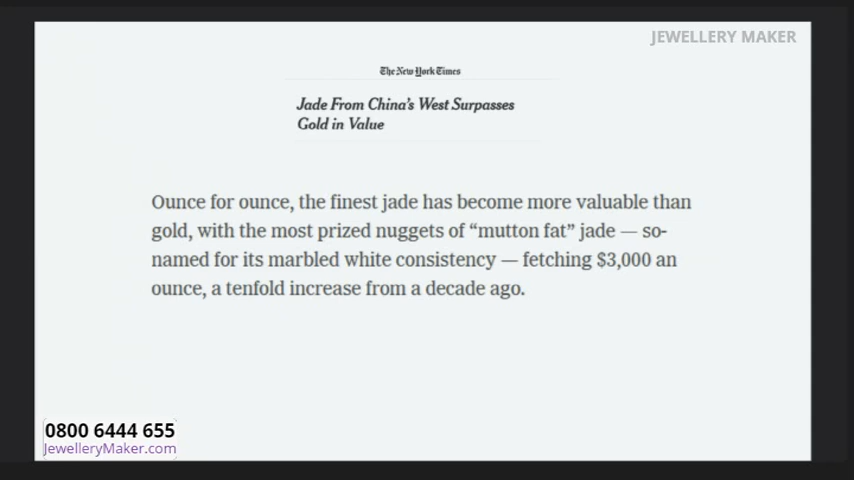 JEWELLERY MAKER
The New York Times
Jade From China's West Surpasses
Gold in Value
Ounce for ounce, the finest jade has become more valuable than
gold, with the most prized nuggets of “mutton fat” jade — so-
named for its marbled white consistency — fetching $3,000 an
ounce, a tenfold increase from a decade ago.
0800 6444 655
JewelleryMaker.com